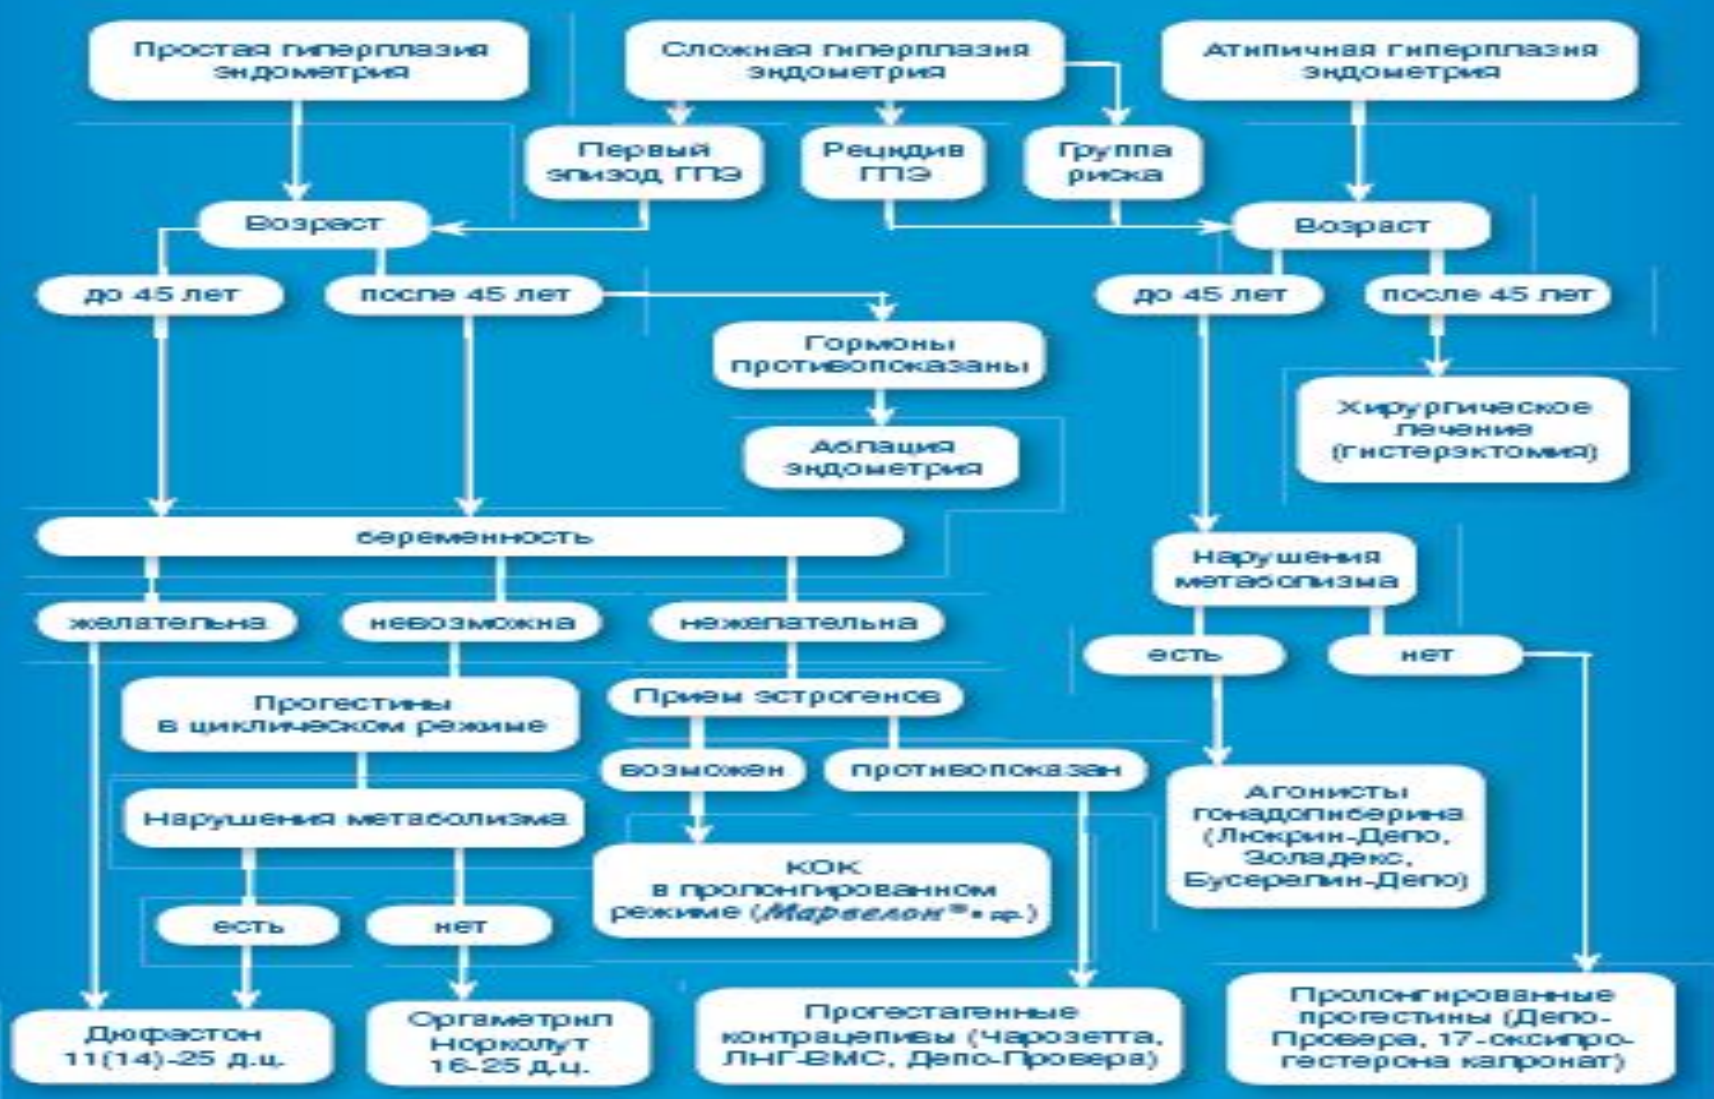 Простая гиперплазия
эндометрия
Сложная гиперплазия
эндометрия
Атипичная гиперплазия
эндометрия
Первый
эпизод ГПЭ
Рецидив
ГПЭ
Группа
риска
Возраст
Возраст
до 45 лет
после 45 лет
до 45 лет
после 45 лет
Гормоны
противопоказаны
Аблация
эндометрия
Хирургическое
лечение
(гистерэктомия)
беременность
Нарушения
метаболизма
желательна
невозможна
нежелательна
есть
нет
Прогестины
в циклическом режиме
Прием эстрогенов
возможен
противопоказан
Нарушения метаболизма
Агонисты
гонадолиберина
(Люкрин-Депо,
Золадекс,
Бусерелин-Депо)
КОК
в пролонгированном
режиме (Марвелон® и др.)
есть
нет
Дюфастон
11(14)-25 д.ц.
Оргаметрил
Норколут
16-25 д.ц.
Прогестагенные
контрацепивы (Чарозетта,
ЛНГ-ВМС, Депо-Провера)
Пролонгированные
прогестины (Депо-
Провера, 17-оксипро-
гестерона капронат)